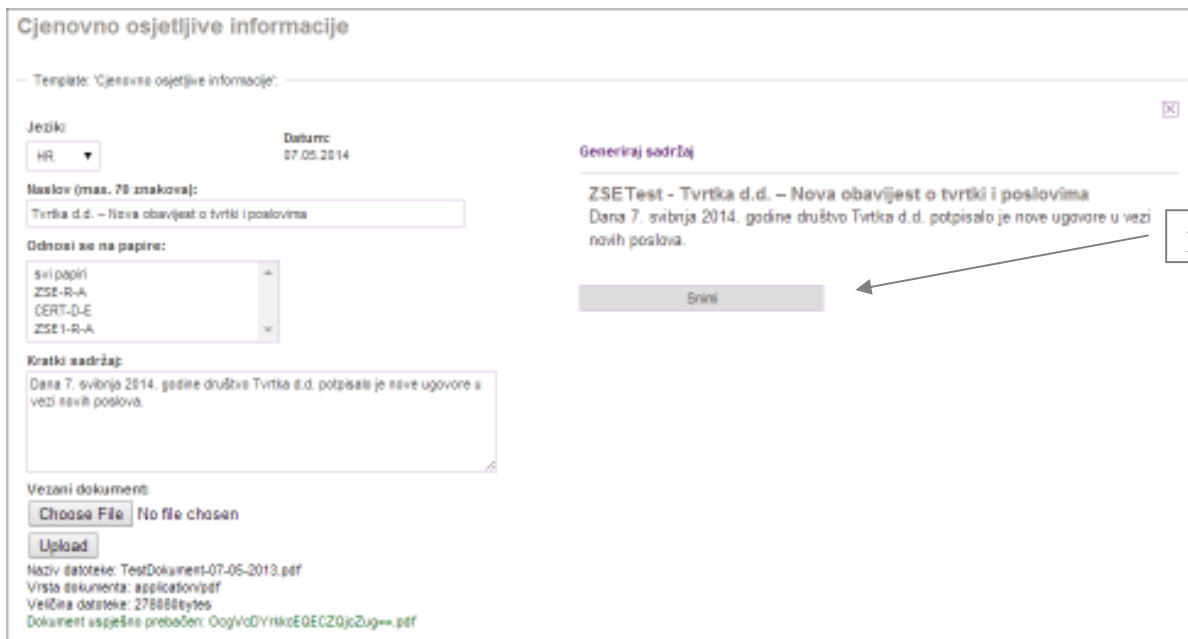 Cjenovno osjetljive informacije
Template: 'Cjenovno osjetljive informacije':
Jezik:
HR
Datum:
07.05.2014
Naslov (max. 70 znakova):
Tvrtka d.d. – Nova obavijest o tvrtki i poslovima
Odnosi se na papire:
svi papiri
ZSE-R-A
CERT-D-E
ZSE1-R-A
Kratki sadržaj:
Dana 7. svibnja 2014. godine društvo Tvrtka d.d. potpisalo je nove ugovore u
vezi novih poslova.
Vezani dokument:
Choose File No file chosen
Upload
Naziv datoteke: TestDokument-07-05-2013.pdf
Vrsta dokumenta: application/pdf
Veličina datoteke: 278080bytes
Dokument uspješno prebačen:
Generiraj sadržaj
ZSETest - Tvrtka d.d. – Nova obavijest o tvrtki i poslovima
Dana 7. svibnja 2014. godine društvo Tvrtka d.d. potpisalo je nove ugovore u vezi
novih poslova.
Snimi